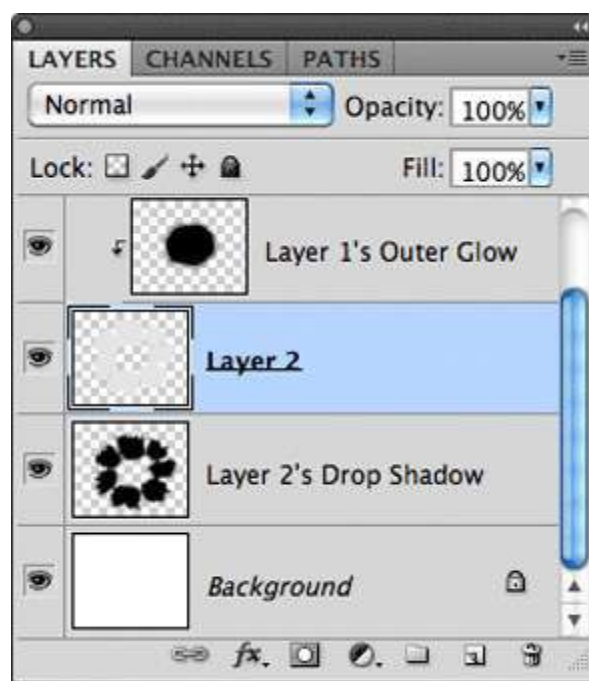 LAYERS CHANNELS PATHS
Normal Opacity: 100%
Lock: Fill: 100%
Layer 1's Outer Glow
Layer 2
Layer 2's Drop Shadow
Background
fx.